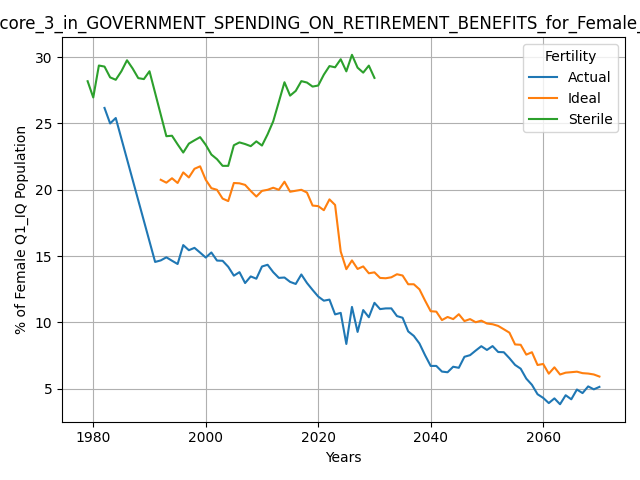 core_3_in_GOVERNMENT_SPENDING_ON_RETIREMENT_BENEFITS_for_Female_
Fertility
Actual
Ideal
Sterile
% of Female Q1_IQ Population
30
25
20
15
10
5
1980 2000 2020 2040 2060
Years